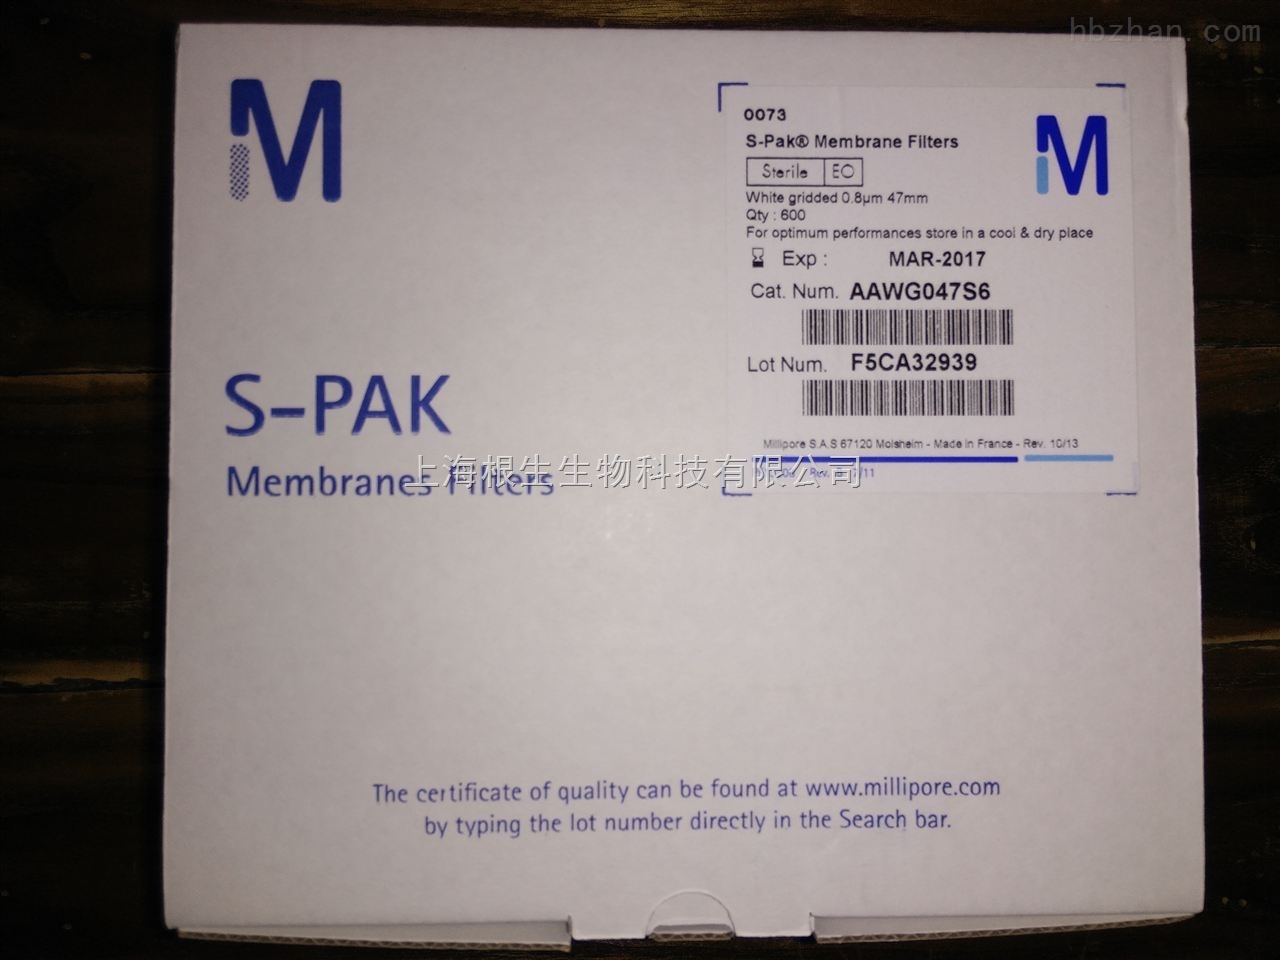 hbzhan.com
M
0073
S-Pak® Membrane Filters
Sterile EO
White gridded 0.8µm 47mm
Qty : 600
For optimum performances store in a cool & dry place
Exp : MAR-2017
Cat. Num. AAWG047S6
Lot Num. F5CA32939
Millipore S.A.S 67120 Molsheim - Made in France - Rev. 10/13
M
S-PAK
Membranes Filters
上海根生生物科技有限公司
The certificate of quality can be found at www.millipore.com
by typing the lot number directly in the Search bar.